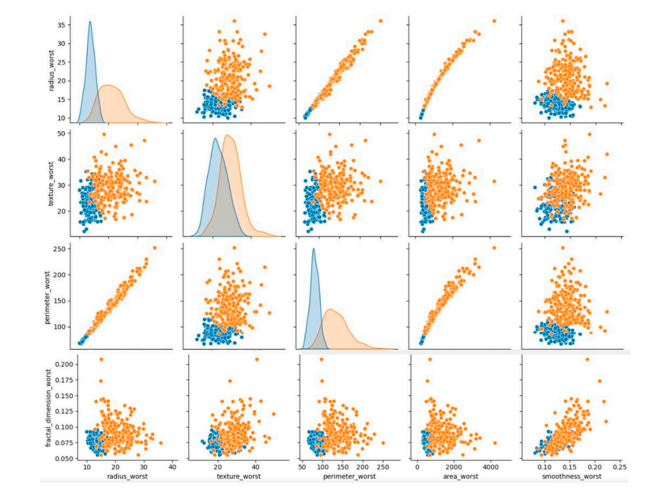 35
30
25
20
15
10
radius_worst
50
40
30
20
texture_worst
250
200
150
100
perimeter_worst
0.200
0.175
0.150
0.125
0.100
0.075
0.050
fractal_dimension_worst
10 20 30 40
radius_worst
20 40
texture_worst
50 100 150 200 250
perimeter_worst
0 2000 4000
area_worst
0.10 0.15 0.20 0.25
smoothness_worst